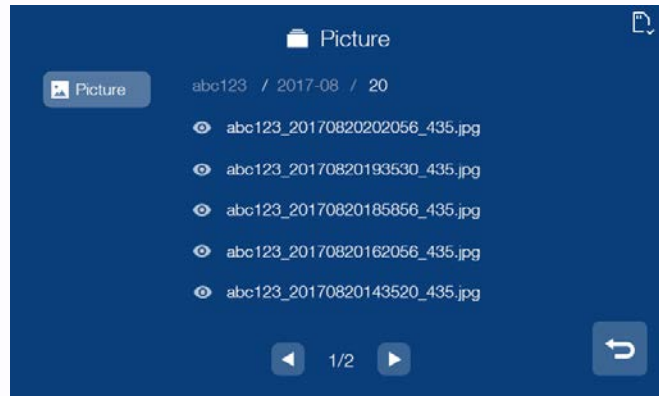 Picture
Picture
abc123 / 2017-08 / 20
abc123_20170820202056_435.jpg
abc123_20170820193530_435.jpg
abc123_20170820185856_435.jpg
abc123_20170820162056_435.jpg
abc123_20170820143520_435.jpg
1/2